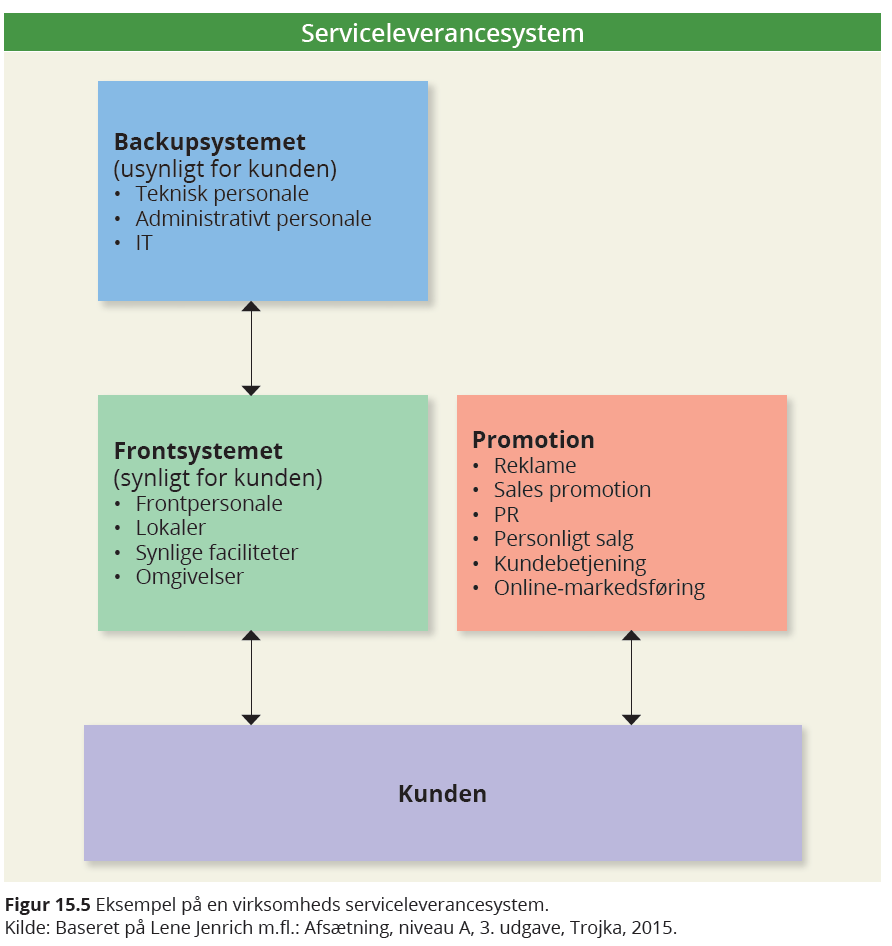 Serviceleverancesystem
Backupsystemet
(usynligt for kunden)
• Teknisk personale
• Administrativt personale
• IT
Frontsystemet
(synligt for kunden)
• Frontpersonale
• Lokaler
• Synlige faciliteter
• Omgivelser
Promotion
• Reklame
• Sales promotion
• PR
• Personligt salg
• Kundebetjening
• Online-markedsføring
Kunden
Figur 15.5 Eksempel på en virksomheds serviceleverancesystem.
Kilde: Baseret på Lene Jenrich m.fl.: Afsætning, niveau A, 3. udgave, Trojka, 2015.